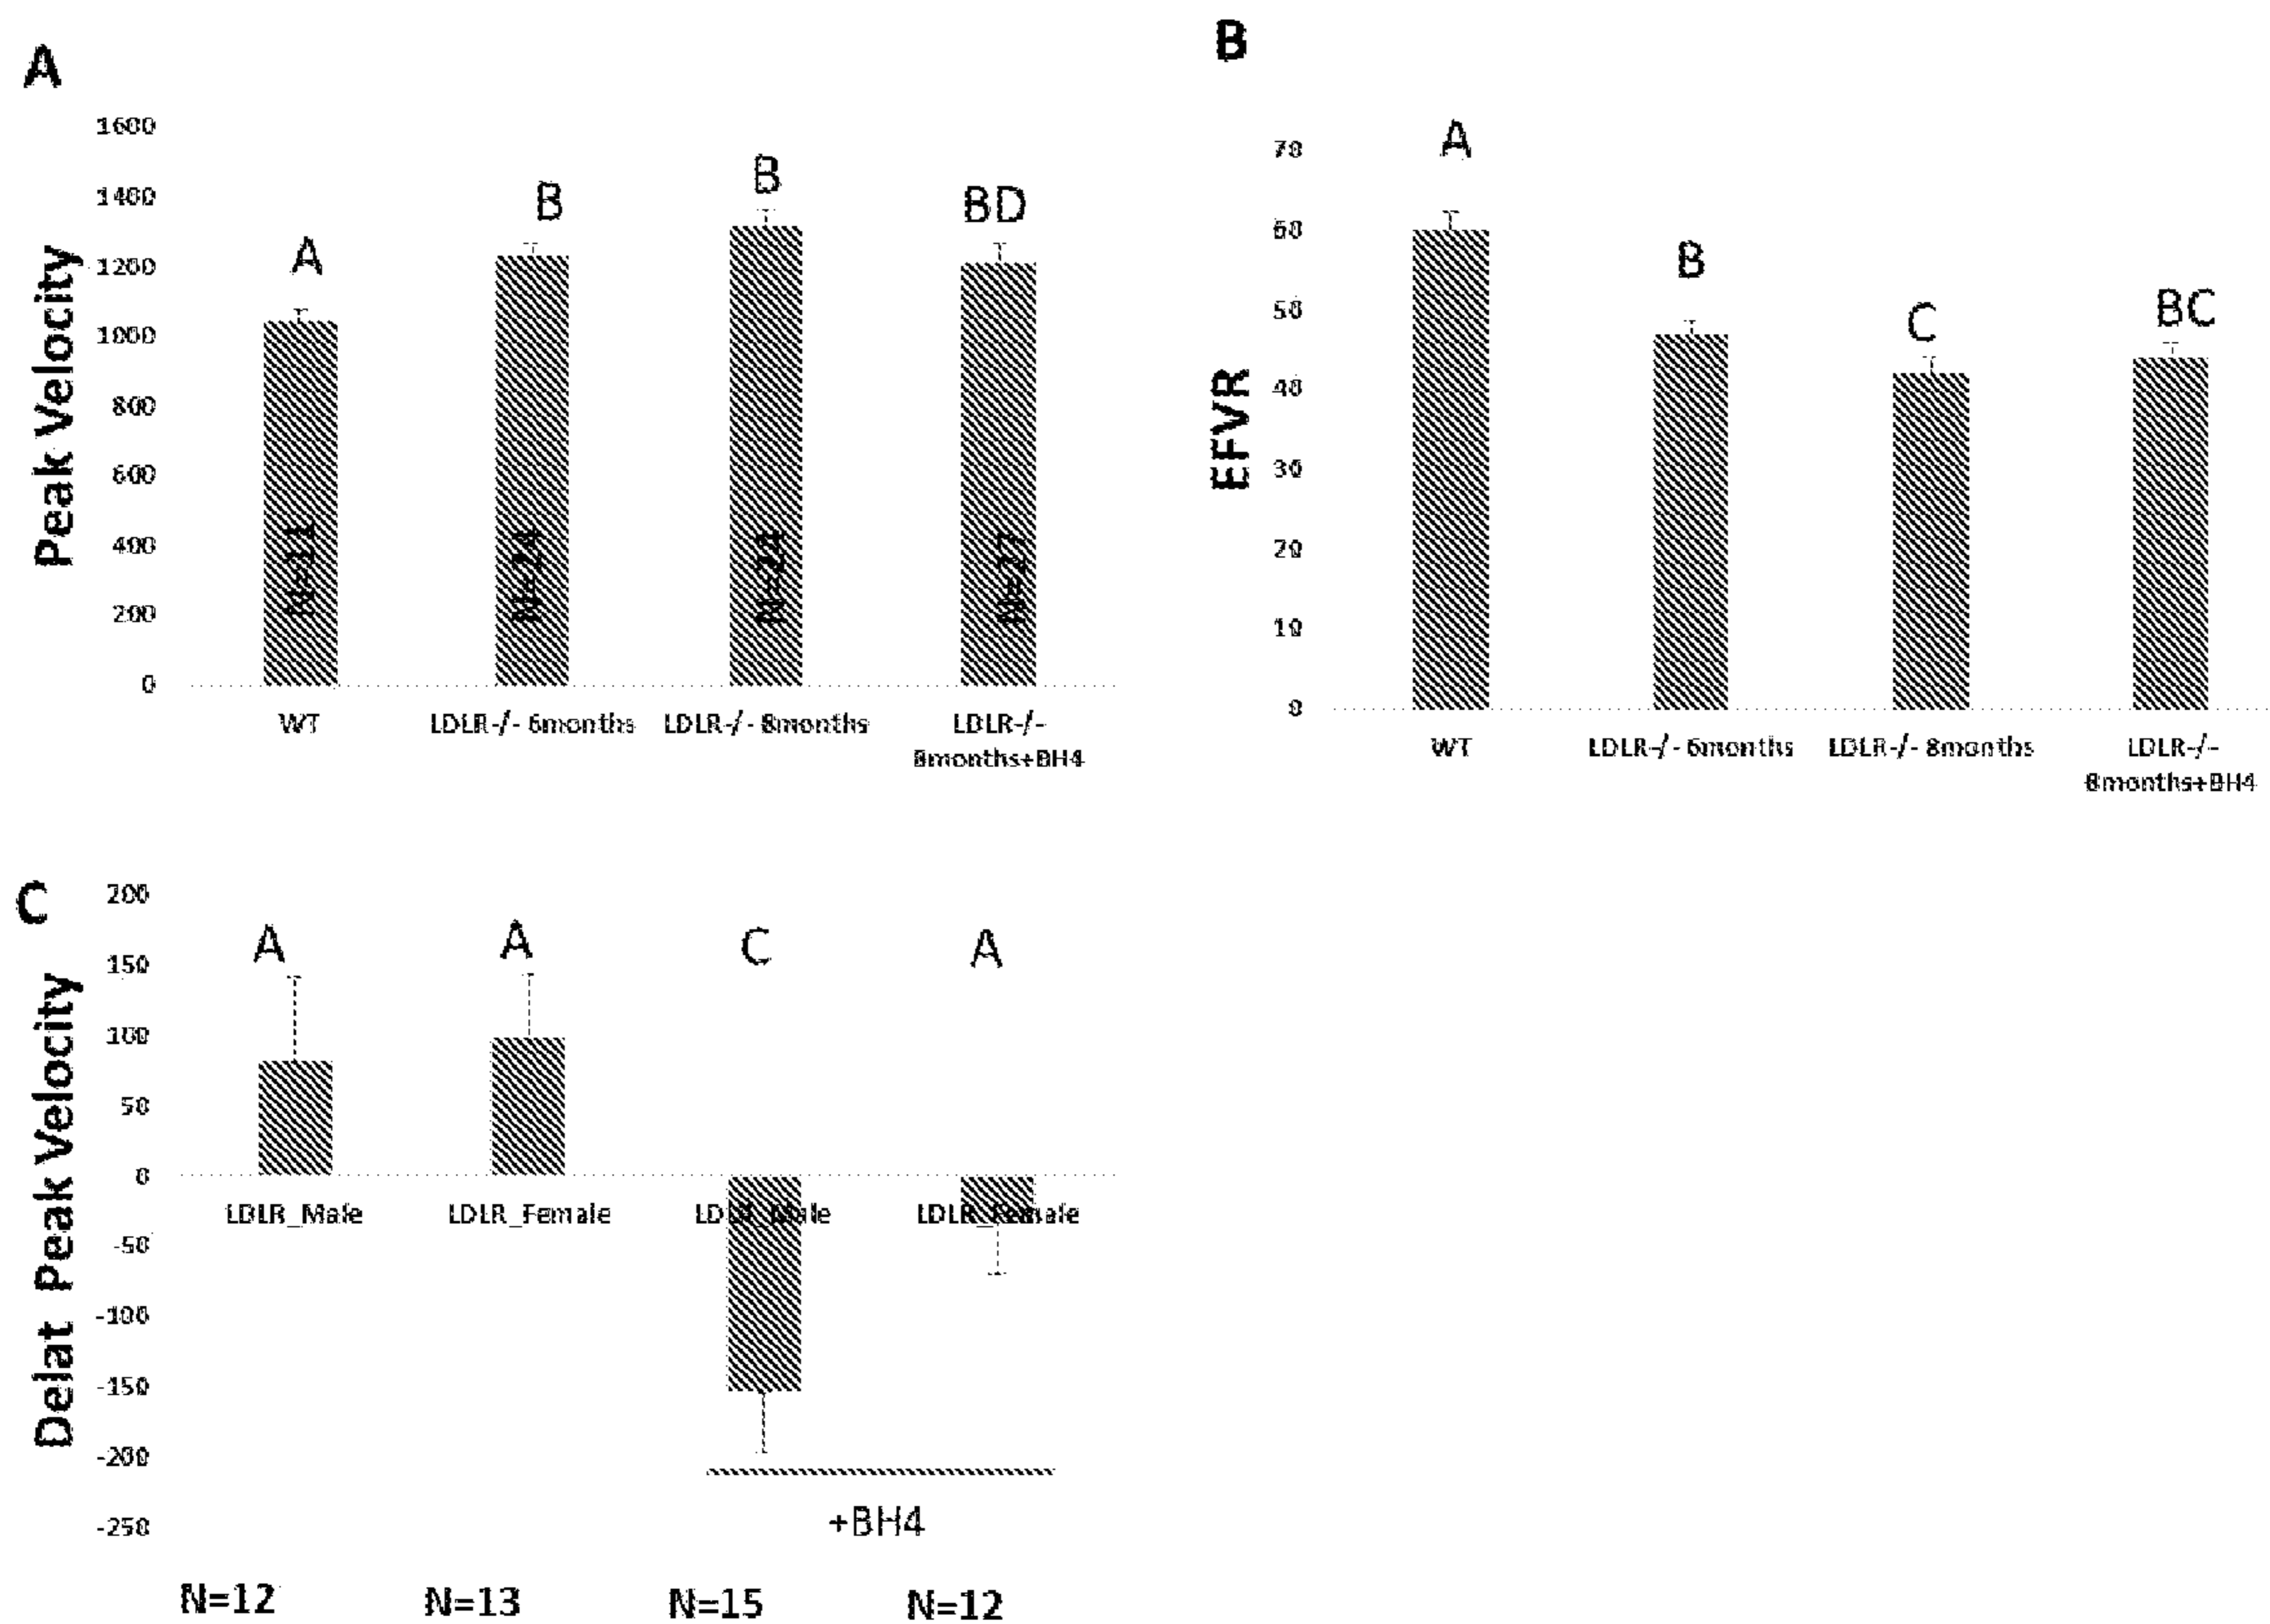 A
Peak Velocity
1600
1400
1200
1000
800
600
400
200
0
A
B
B
BD
N=24
N=24
N=27
WT
LDLR-/- 6months
LDLR-/- 8months
LDLR-/-
8months+BH4
B
EFVR
70
60
50
40
30
20
10
0
A
B
C
BC
WT
LDLR-/- 6months
LDLR-/- 8months
LDLR-/-
8months+BH4
C
Delat Peak Velocity
200
150
100
50
0
-50
-100
-150
-200
-250
A
A
C
A
LDLR_Male
LDLR_Female
LDLR_Male
LDLR_Female
+BH4
N=12
N=13
N=15
N=12